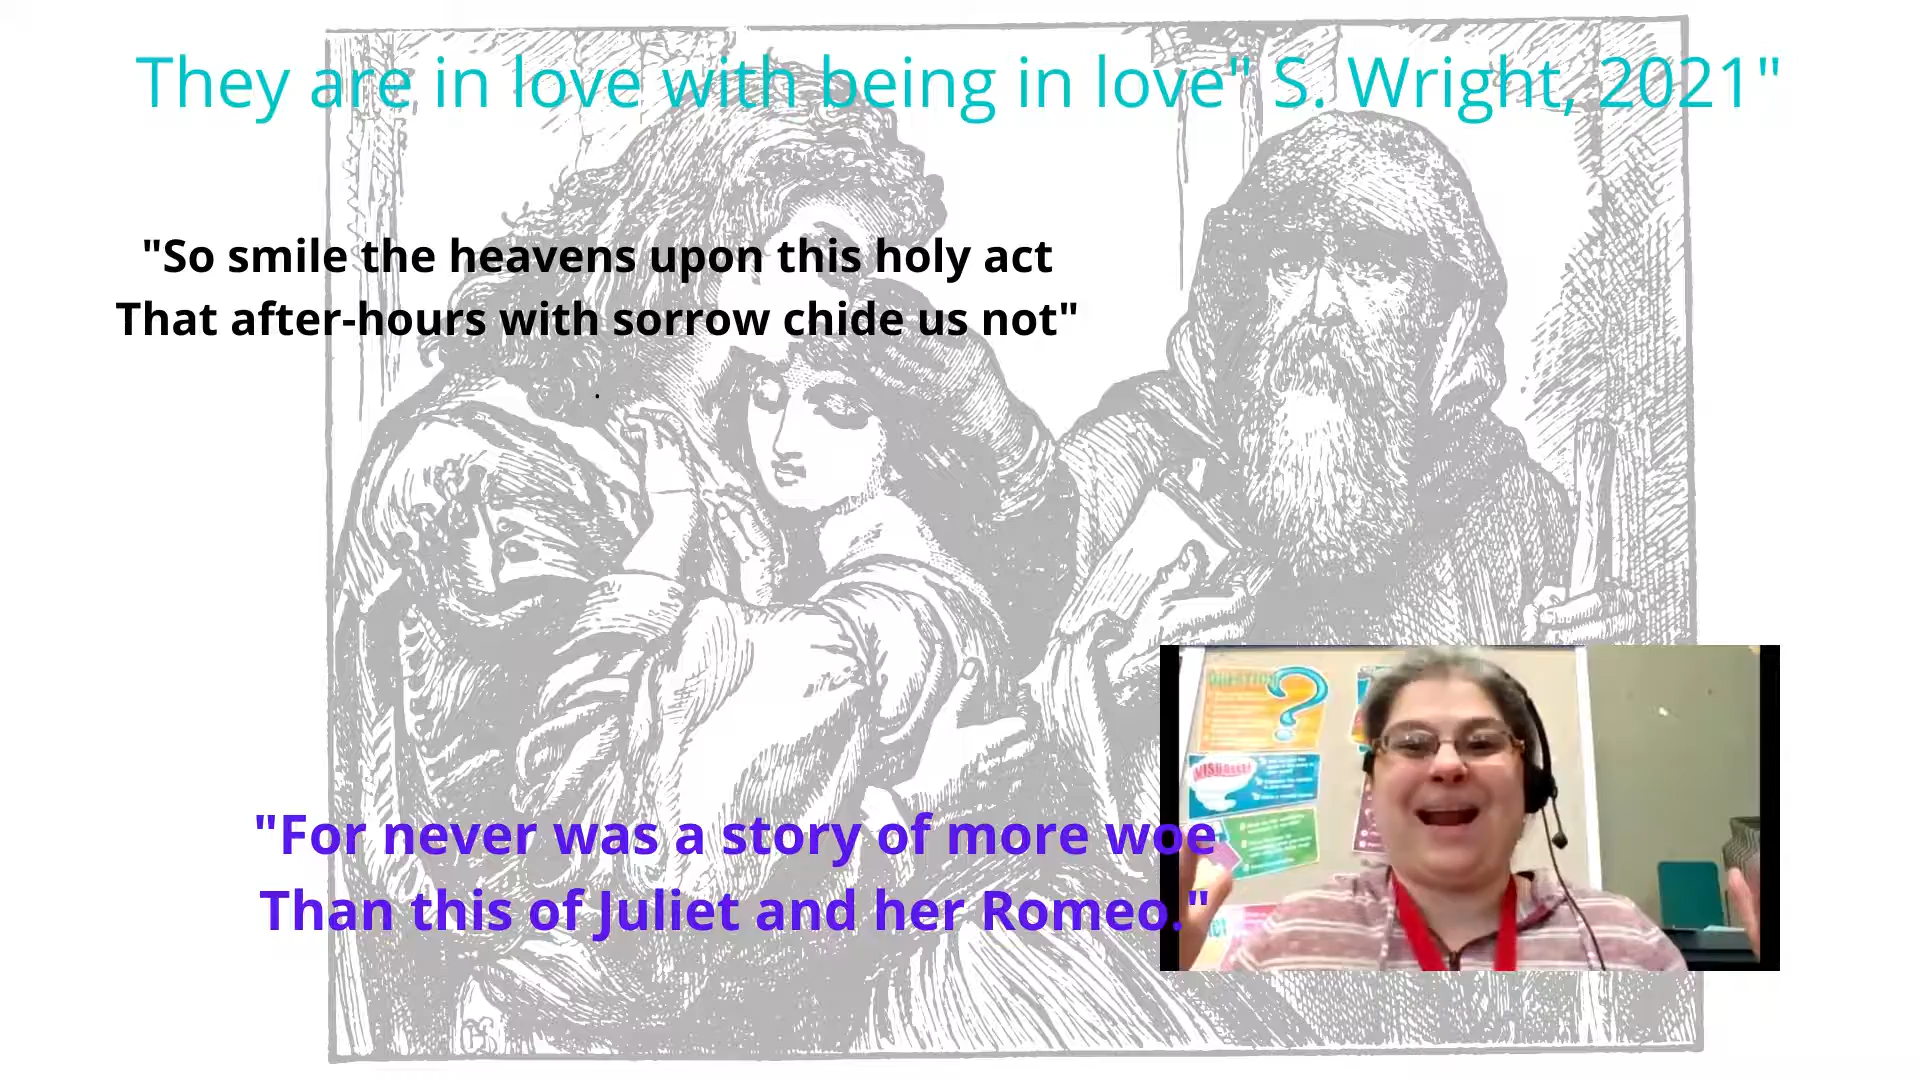 They are in love with being in love" S. Wright, 2021"
"So smile the heavens upon this holy act
That after-hours with sorrow chide us not"
.
"For never was a story of more woe
Than this of Juliet and her Romeo."
QUESTION
?
VISUALIZE